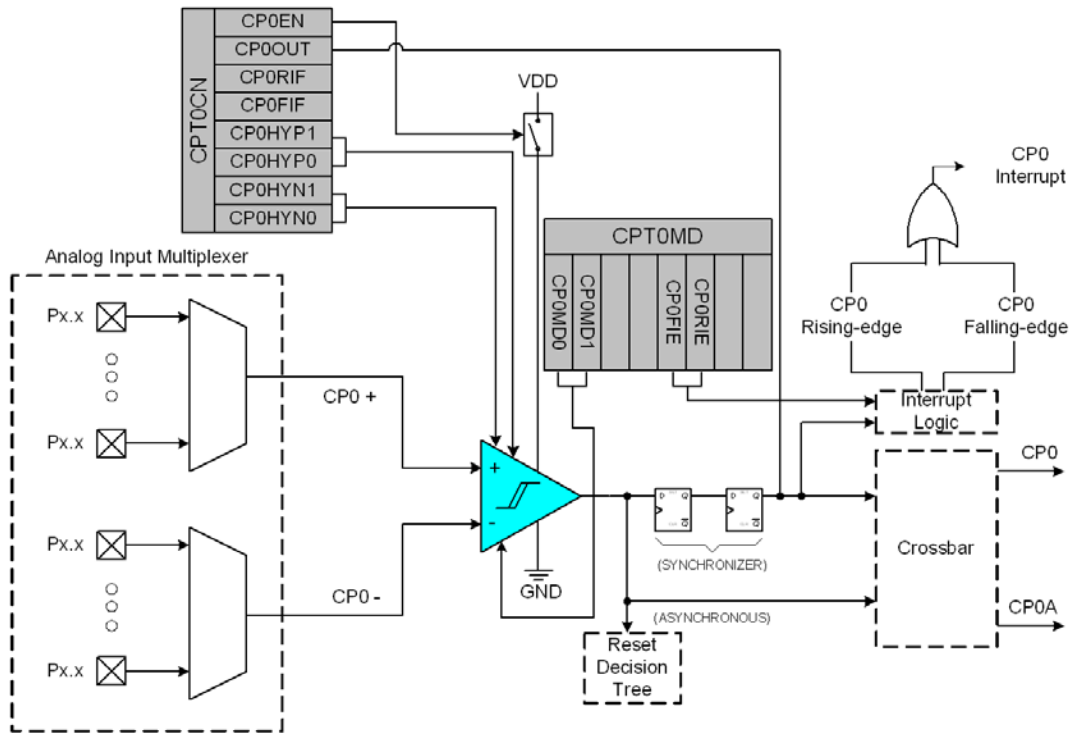 CPT0CN
CP0EN
CP0OUT
CP0RIF
CP0FIF
CP0HYP1
CP0HYP0
CP0HYN1
CP0HYN0
VDD
CPT0MD
CP0MD0
CP0MD1
CP0FIE
CP0RIE
CP0
Interrupt
CP0
Rising-edge
CP0
Falling-edge
Interrupt
Logic
Analog Input Multiplexer
Px.x
Px.x
CP0 +
Px.x
Px.x
CP0 -
+
-
GND
D
Q
Q
D
Q
Q
(SYNCHRONIZER)
(ASYNCHRONOUS)
Reset
Decision
Tree
Crossbar
CP0
CP0A